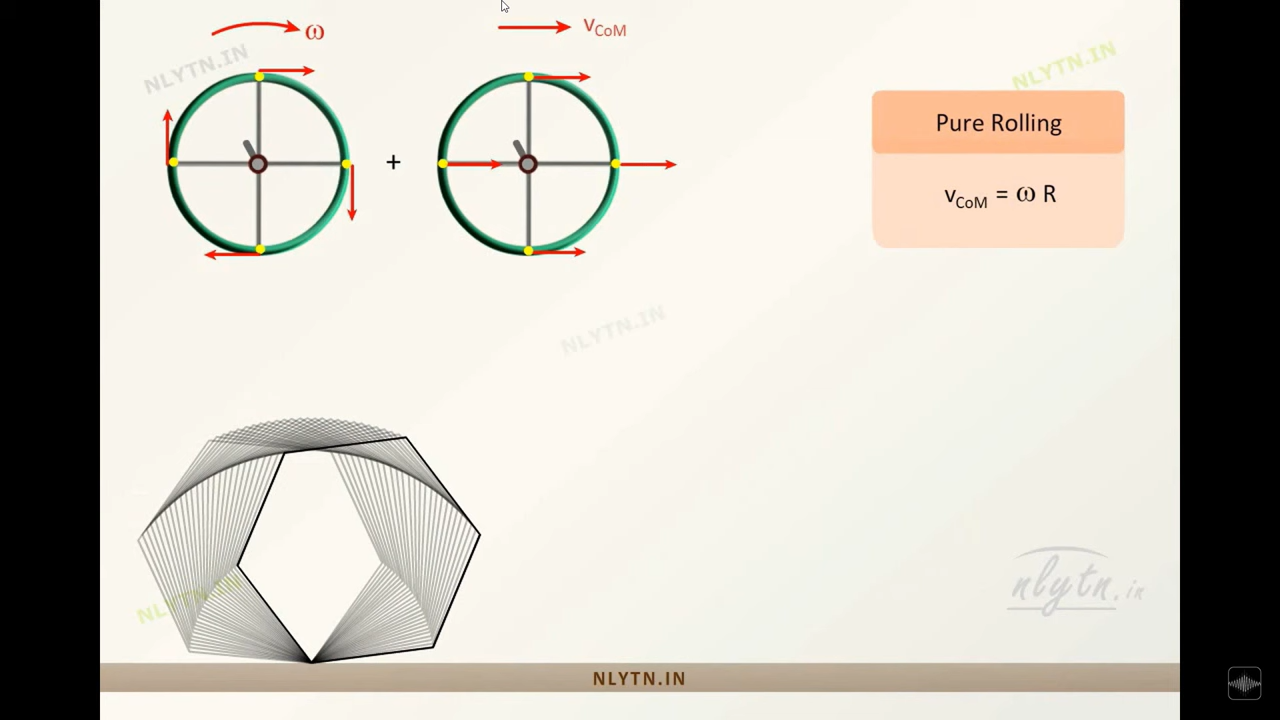 ω
vCoM
NLYTN.IN
NLYTN.IN
Pure Rolling
+
vCoM = ω R
NLYTN.IN
NLYTN.IN
nlytn.in
NLYTN.IN